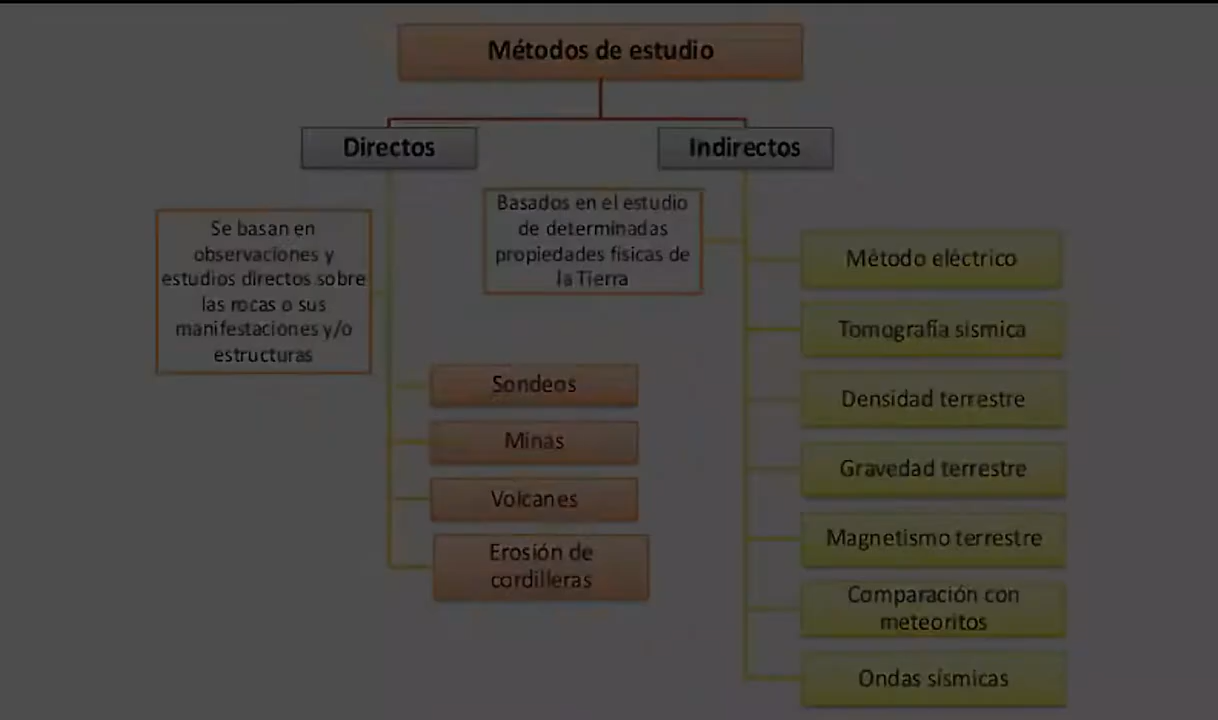 Métodos de estudio
Directos
Indirectos
Se basan en
observaciones y
estudios directos sobre
las rocas o sus
manifestaciones y/o
estructuras
Basados en el estudio
de determinadas
propiedades físicas de
la Tierra
Sondeos
Minas
Volcanes
Erosión de
cordilleras
Método eléctrico
Tomografía sísmica
Densidad terrestre
Gravedad terrestre
Magnetismo terrestre
Comparación con
meteoritos
Ondas sísmicas